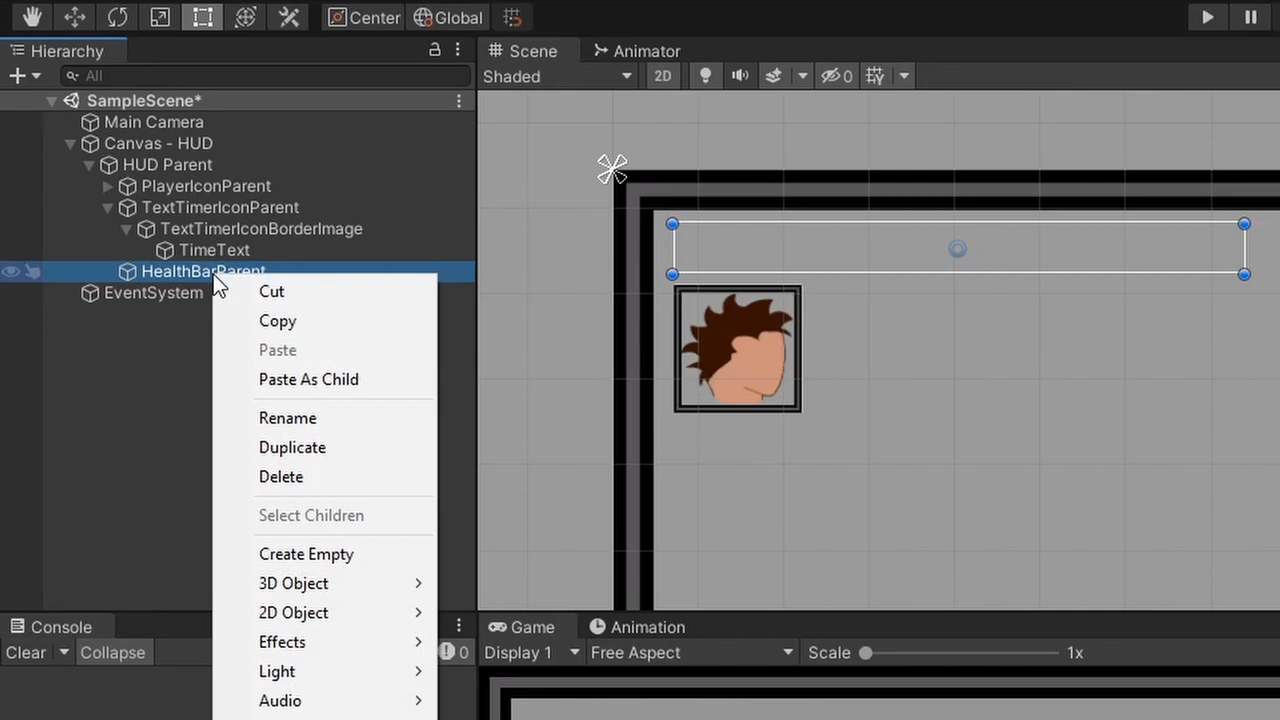 Center Global
Hierarchy
All
SampleScene*
Main Camera
Canvas - HUD
HUD Parent
PlayerIconParent
TextTimerIconParent
TextTimerIconBorderImage
TimeText
HealthBarParent
EventSystem
Cut
Copy
Paste
Paste As Child
Rename
Duplicate
Delete
Select Children
Create Empty
3D Object
2D Object
Effects
Light
Audio
Console
Clear Collapse
0
Scene Animator
Shaded 2D 0
Game Animation
Display 1 Free Aspect Scale 1x